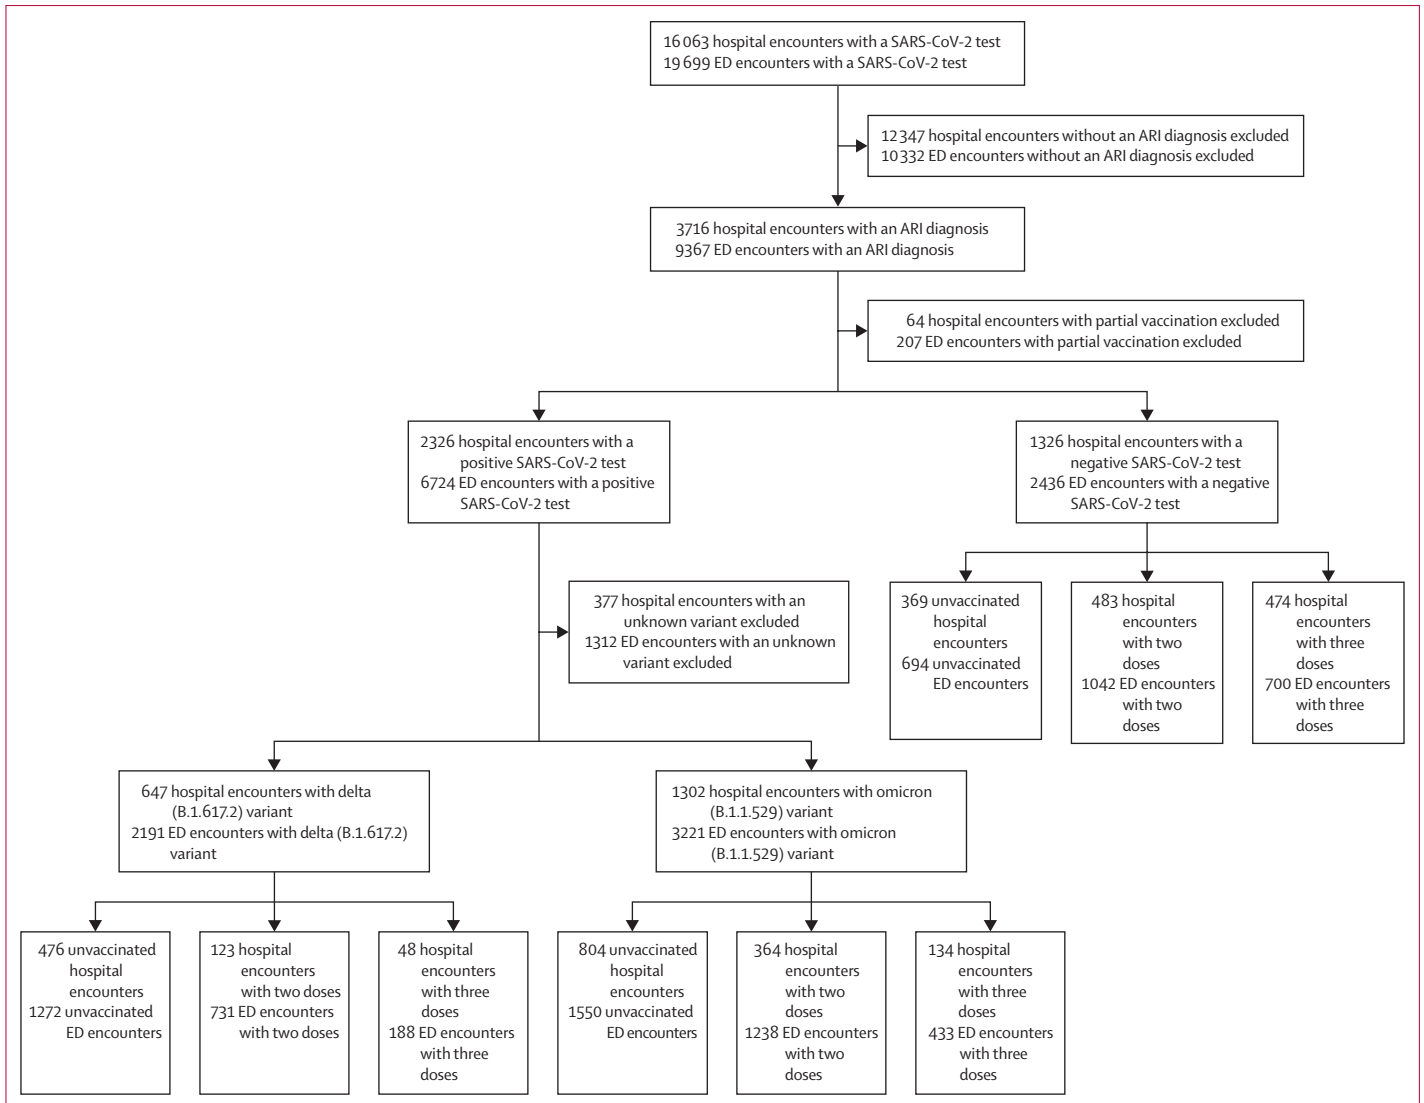 16 063 hospital encounters with a SARS-CoV-2 test
19 699 ED encounters with a SARS-CoV-2 test
12 347 hospital encounters without an ARI diagnosis excluded
10 332 ED encounters without an ARI diagnosis excluded
3716 hospital encounters with an ARI diagnosis
9367 ED encounters with an ARI diagnosis
64 hospital encounters with partial vaccination excluded
207 ED encounters with partial vaccination excluded
2326 hospital encounters with a
positive SARS-CoV-2 test
6724 ED encounters with a positive
SARS-CoV-2 test
1326 hospital encounters with a
negative SARS-CoV-2 test
2436 ED encounters with a negative
SARS-CoV-2 test
377 hospital encounters with an
unknown variant excluded
1312 ED encounters with an unknown
variant excluded
369 unvaccinated
hospital
encounters
694 unvaccinated
ED encounters
483 hospital
encounters
with two
doses
1042 ED encounters
with two
doses
474 hospital
encounters
with three
doses
700 ED encounters
with three
doses
647 hospital encounters with delta
(B.1.617.2) variant
2191 ED encounters with delta (B.1.617.2)
variant
1302 hospital encounters with omicron
(B.1.1.529) variant
3221 ED encounters with omicron
(B.1.1.529) variant
476 unvaccinated
hospital
encounters
1272 unvaccinated
ED encounters
123 hospital
encounters
with two doses
731 ED encounters
with two doses
48 hospital
encounters
with three
doses
188 ED encounters
with three
doses
804 unvaccinated
hospital
encounters
1550 unvaccinated
ED encounters
364 hospital
encounters
with two
doses
1238 ED encounters
with two
doses
134 hospital
encounters
with three
doses
433 ED encounters
with three
doses